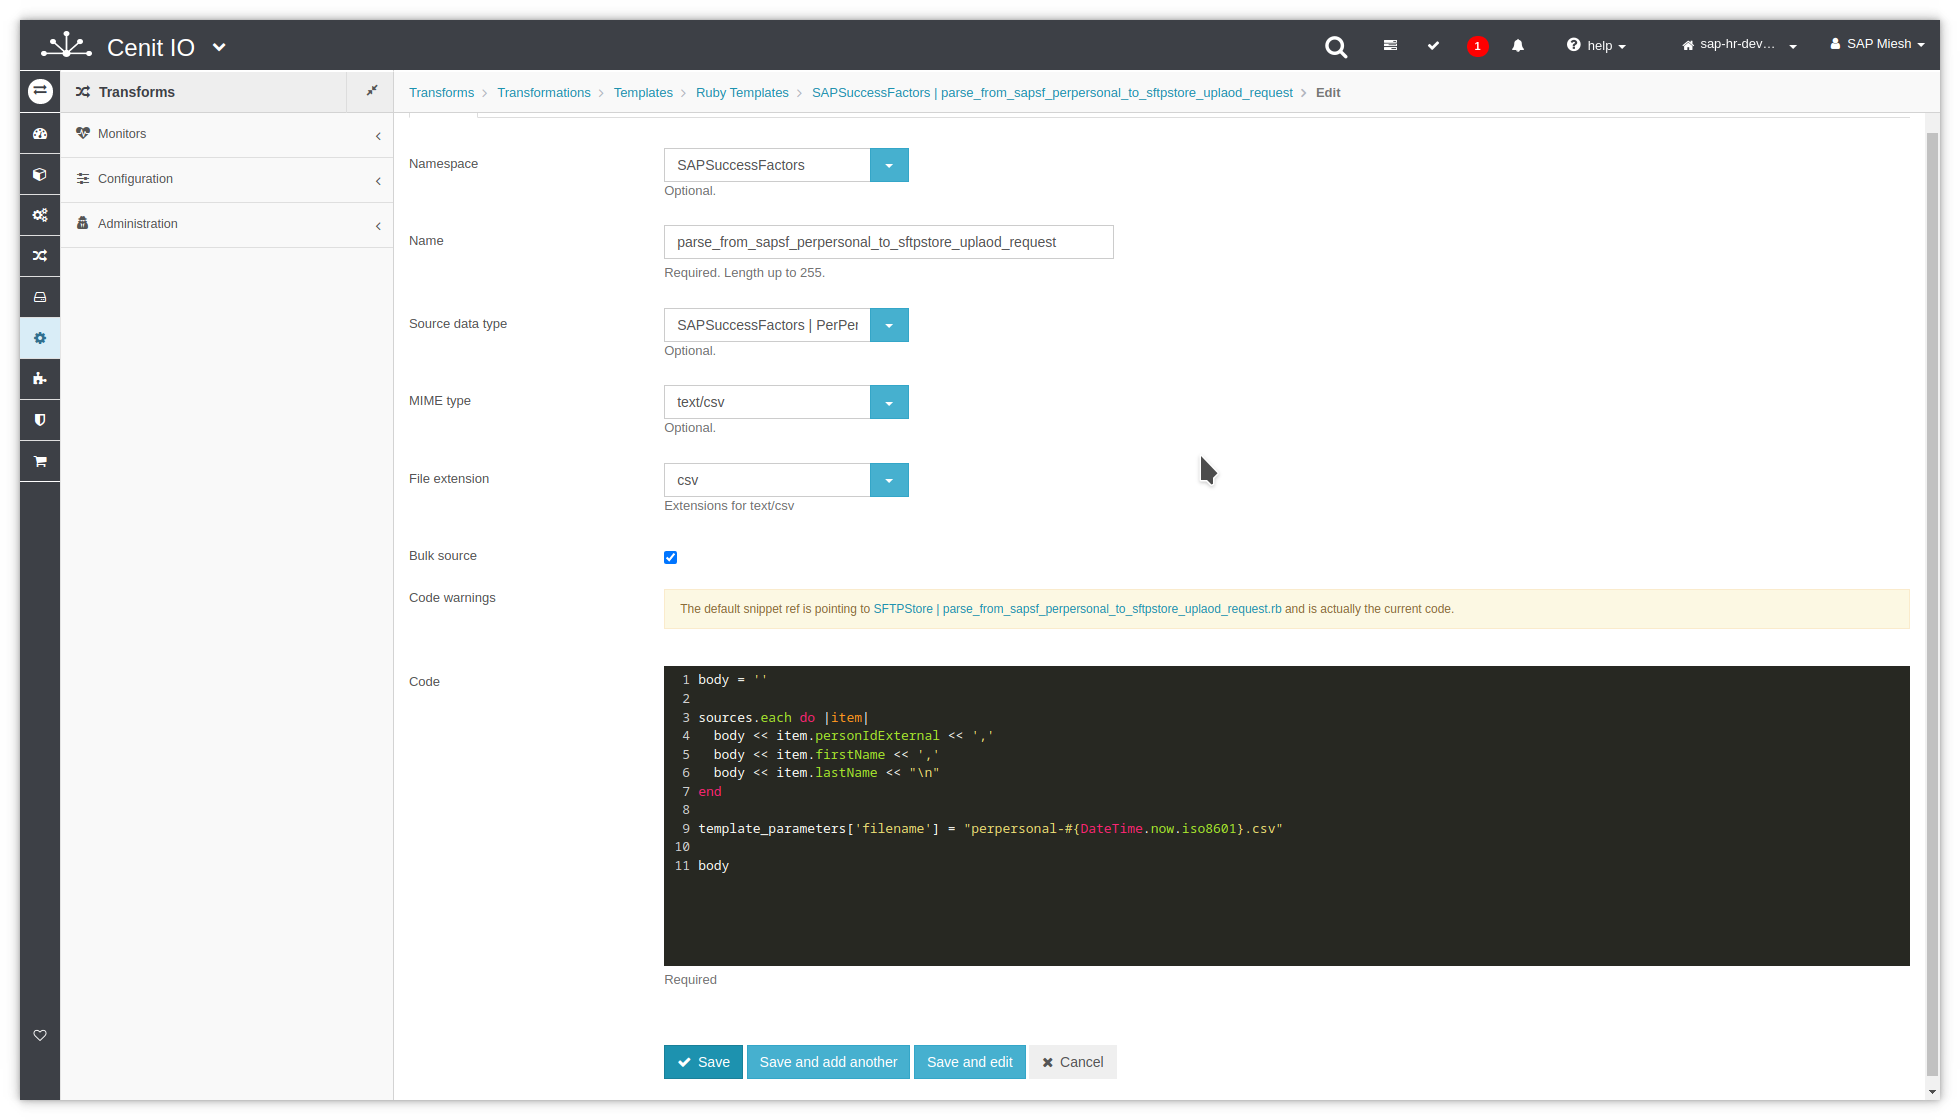 Cenit IO
1
help
sap-hr-dev...
SAP Miesh
Transforms
Transforms > Transformations > Templates > Ruby Templates > SAPSuccessFactors | parse_from_sapsf_perpersonal_to_sftpstore_uplaod_request > Edit
Monitors
Configuration
Administration
Namespace
SAPSuccessFactors
Optional.
Name
parse_from_sapsf_perpersonal_to_sftpstore_uplaod_request
Required. Length up to 255.
Source data type
SAPSuccessFactors | PerPer
Optional.
MIME type
text/csv
Optional.
File extension
csv
Extensions for text/csv
Bulk source
Code warnings
The default snippet ref is pointing to SFTPStore | parse_from_sapsf_perpersonal_to_sftpstore_uplaod_request.rb and is actually the current code.
Code
1 body = ''
2
3 sources.each do |item|
4   body << item.personIdExternal << ','
5   body << item.firstName << ','
6   body << item.lastName << "\n"
7 end
8
9 template_parameters['filename'] = "perpersonal-#{DateTime.now.iso8601}.csv"
10
11 body
Required
Save
Save and add another
Save and edit
Cancel